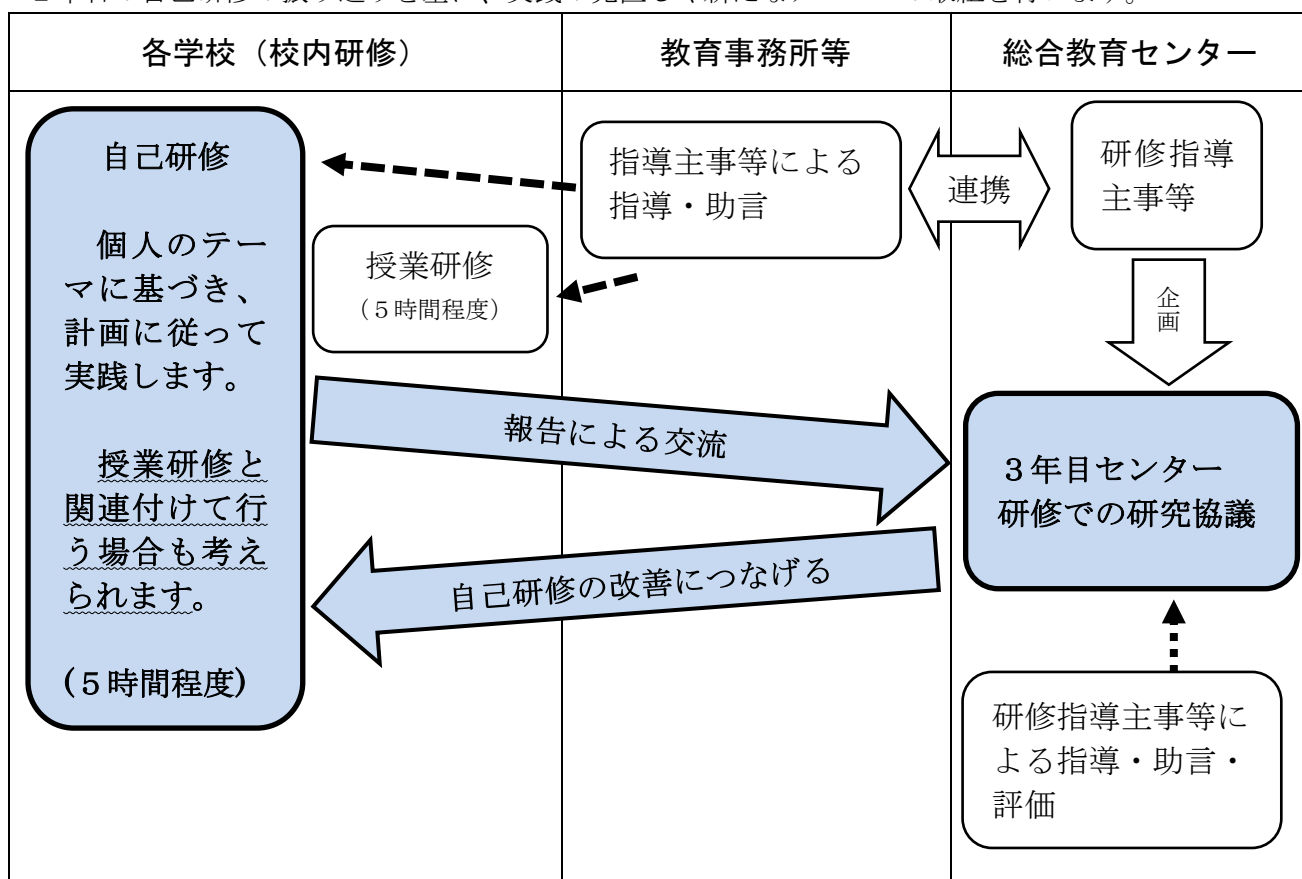 各学校（校内研修）
教育事務所等
総合教育センター
自己研修
個人のテー
マに基づき、
計画に従って
実践します。
授業研修と
関連付けて行
う場合も考え
られます。
(５時間程度)
授業研修
（５時間程度）
指導主事等による
指導・助言
連携
研修指導
主事等
企画
報告による交流
自己研修の改善につなげる
３年目センター
研修での研究協議
研修指導主事等に
よる指導・助言・
評価